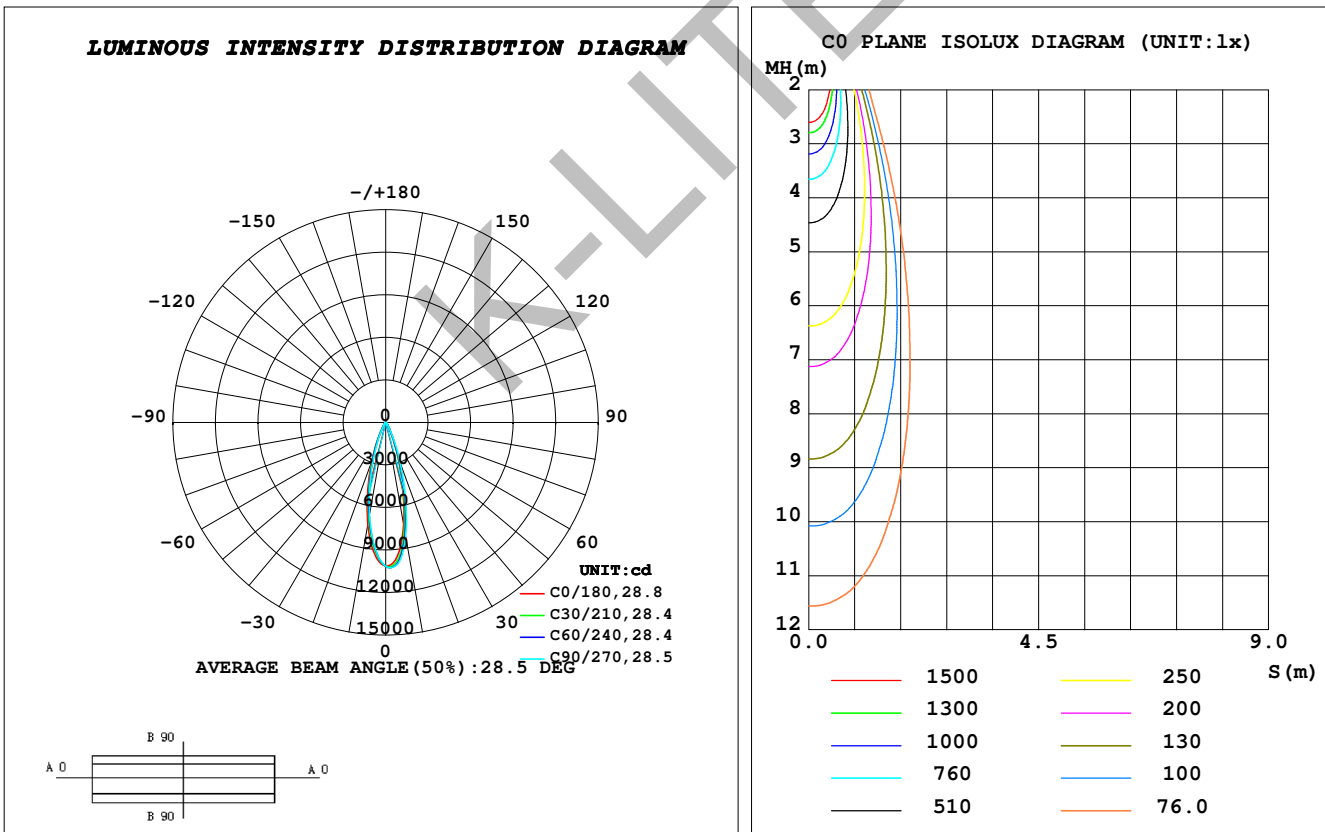 LUMINOUS INTENSITY DISTRIBUTION DIAGRAM
-/+180
-150
150
-120
120
-90
90
-60
60
-30
30
0
0
3000
6000
9000
12000
15000
UNIT:cd
C0/180,28.8
C30/210,28.4
C60/240,28.4
C90/270,28.5
AVERAGE BEAM ANGLE(50%):28.5 DEG
B 90
A 0
A 0
B 90
K-LITE
C0 PLANE ISOLUX DIAGRAM (UNIT:lx)
MH(m)
2
3
4
5
6
7
8
9
10
11
12
0.0
4.5
9.0
S(m)
1500
250
1300
200
1000
130
760
100
510
76.0